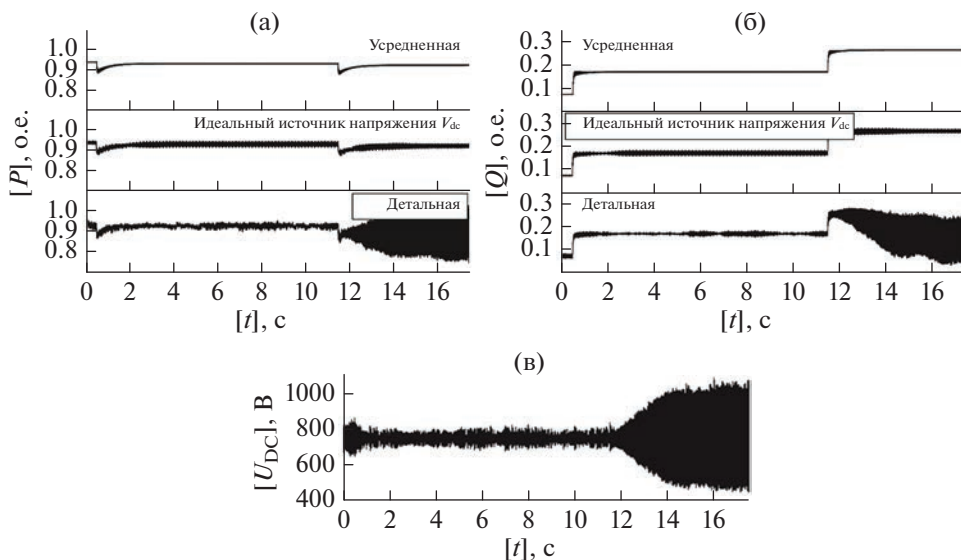 (а)
Усредненная
1.0
0.9
0.8
Идеальный источник напряжения Vdc
1.0
0.9
0.8
Детальная
1.0
0.9
0.8
[P], о.е.
0 2 4 6 8 10 12 14 16
[t], с
(б)
Усредненная
0.3
0.2
0.1
Идеальный источник напряжения Vdc
0.3
0.2
0.1
Детальная
0.3
0.2
0.1
[Q], о.е.
0 2 4 6 8 10 12 14 16
[t], с
(в)
1000
800
600
400
[UDC], В
0 2 4 6 8 10 12 14 16
[t], с